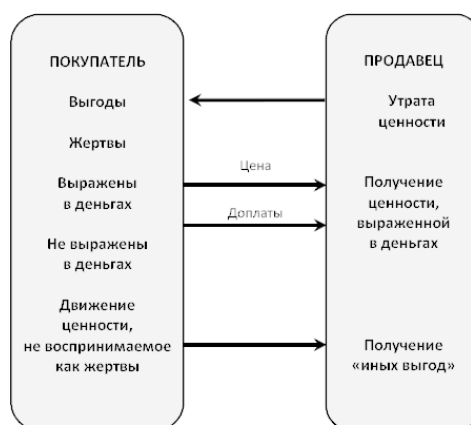 ПОКУПАТЕЛЬ
Выгоды
Жертвы
Выражены
в деньгах
Не выражены
в деньгах
Движение
ценности,
не воспринимаемое
как жертвы
Цена
Доплаты
ПРОДАВЕЦ
Утрата
ценности
Получение
ценности,
выраженной
в деньгах
Получение
«иных выгод»